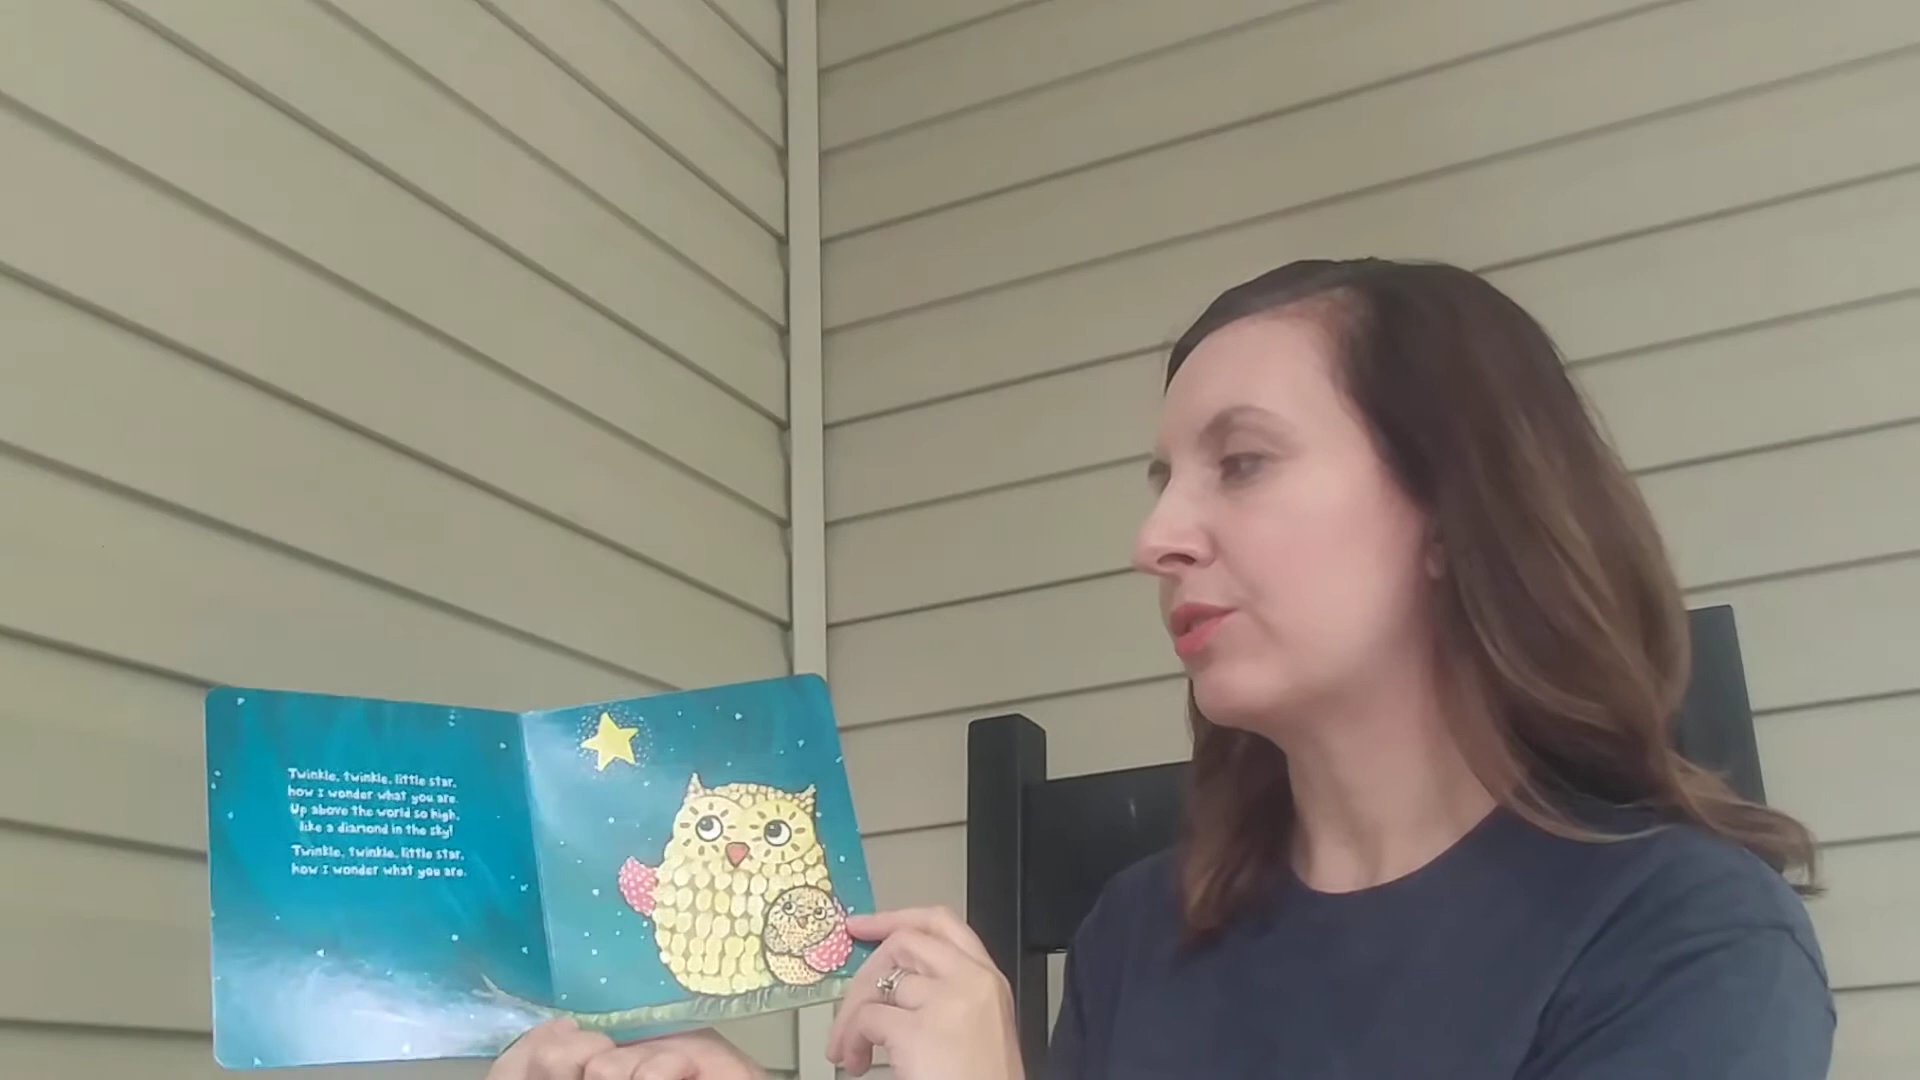 Twinkle, twinkle, little star,
how I wonder what you are.
Up above the world so high,
like a diamond in the sky!
Twinkle, twinkle, little star,
how I wonder what you are.